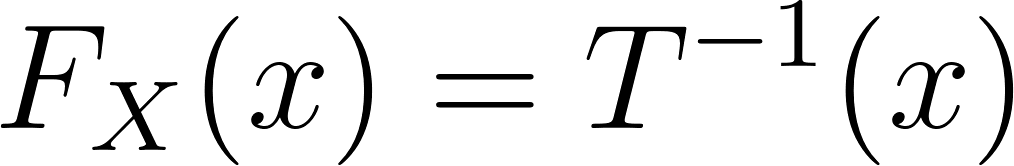 F_X(x) = T^{-1}(x)